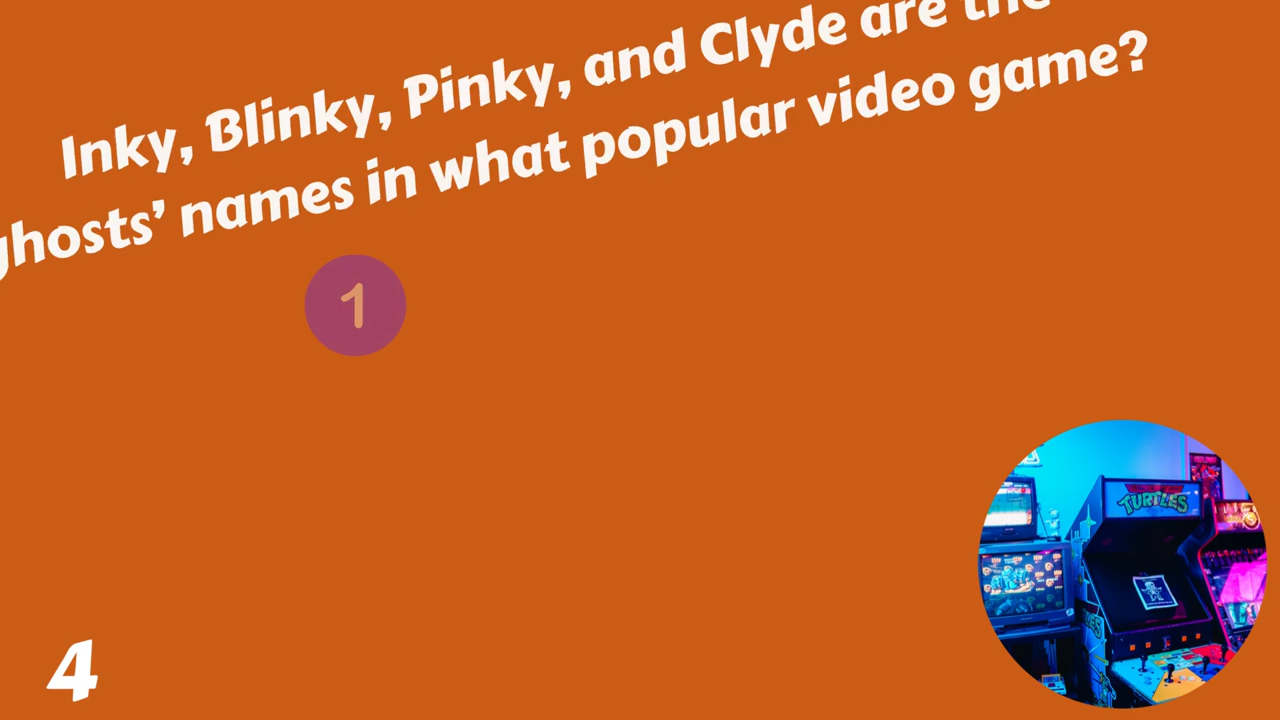 Inky, Blinky, Pinky, and Clyde are the
ghosts’ names in what popular video game?
1
TURTLES
4